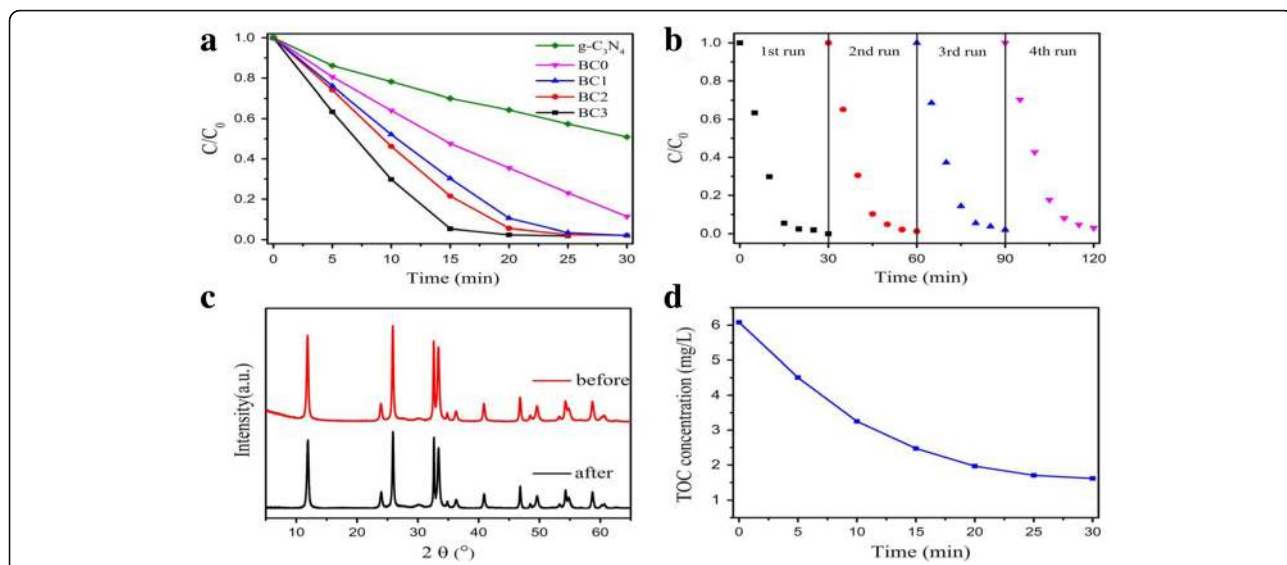 a
1.0
0.8
0.6
0.4
0.2
0.0
C/C₀
g-C₃N₄
BC0
BC1
BC2
BC3
0 5 10 15 20 25 30
Time (min)
b
1.0
0.8
0.6
0.4
0.2
0.0
C/C₀
1st run 2nd run 3rd run 4th run
0 30 60 90 120
Time (min)
c
Intensity(a.u.)
before
after
10 20 30 40 50 60
2 θ (°)
d
6
5
4
3
2
1
TOC concentration (mg/L)
0 5 10 15 20 25 30
Time (min)